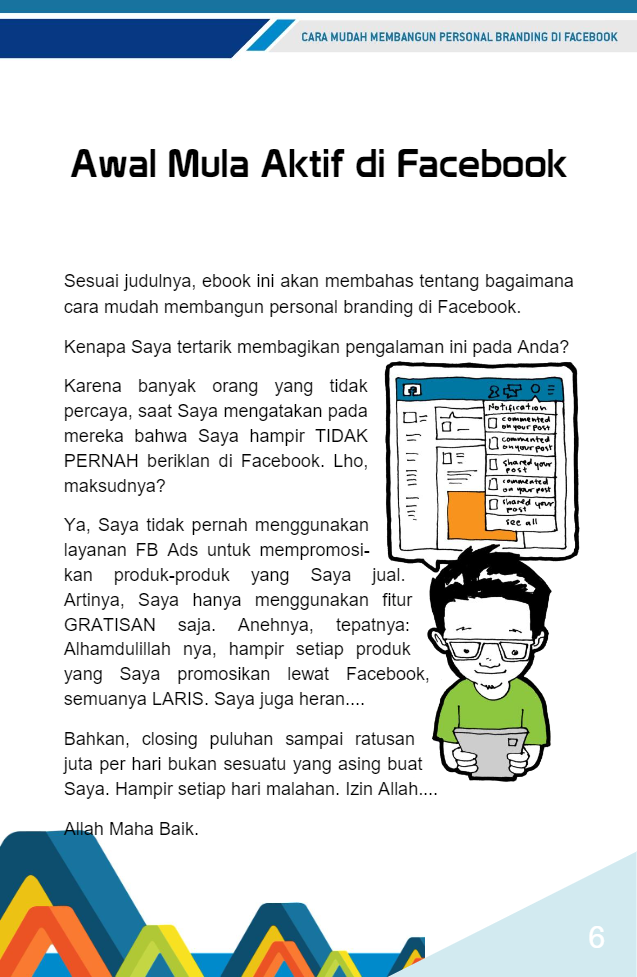 CARA MUDAH MEMBANGUN PERSONAL BRANDING DI FACEBOOK
Awal Mula Aktif di Facebook
Sesuai judulnya, ebook ini akan membahas tentang bagaimana
cara mudah membangun personal branding di Facebook.
Kenapa Saya tertarik membagikan pengalaman ini pada Anda?
Karena banyak orang yang tidak
percaya, saat Saya mengatakan pada
mereka bahwa Saya hampir TIDAK
PERNAH beriklan di Facebook. Lho,
maksudnya?
Ya, Saya tidak pernah menggunakan
layanan FB Ads untuk mempromosi-
kan produk-produk yang Saya jual.
Artinya, Saya hanya menggunakan fitur
GRATISAN saja. Anehnya, tepatnya:
Alhamdulillah nya, hampir setiap produk
yang Saya promosikan lewat Facebook,
semuanya LARIS. Saya juga heran....
Bahkan, closing puluhan sampai ratusan
juta per hari bukan sesuatu yang asing buat
Saya. Hampir setiap hari malahan. Izin Allah....
Allah Maha Baik.
Notification
commented
on your post
commented
on your post
shared your
post
commented
on your post
shared your
post
see all
6